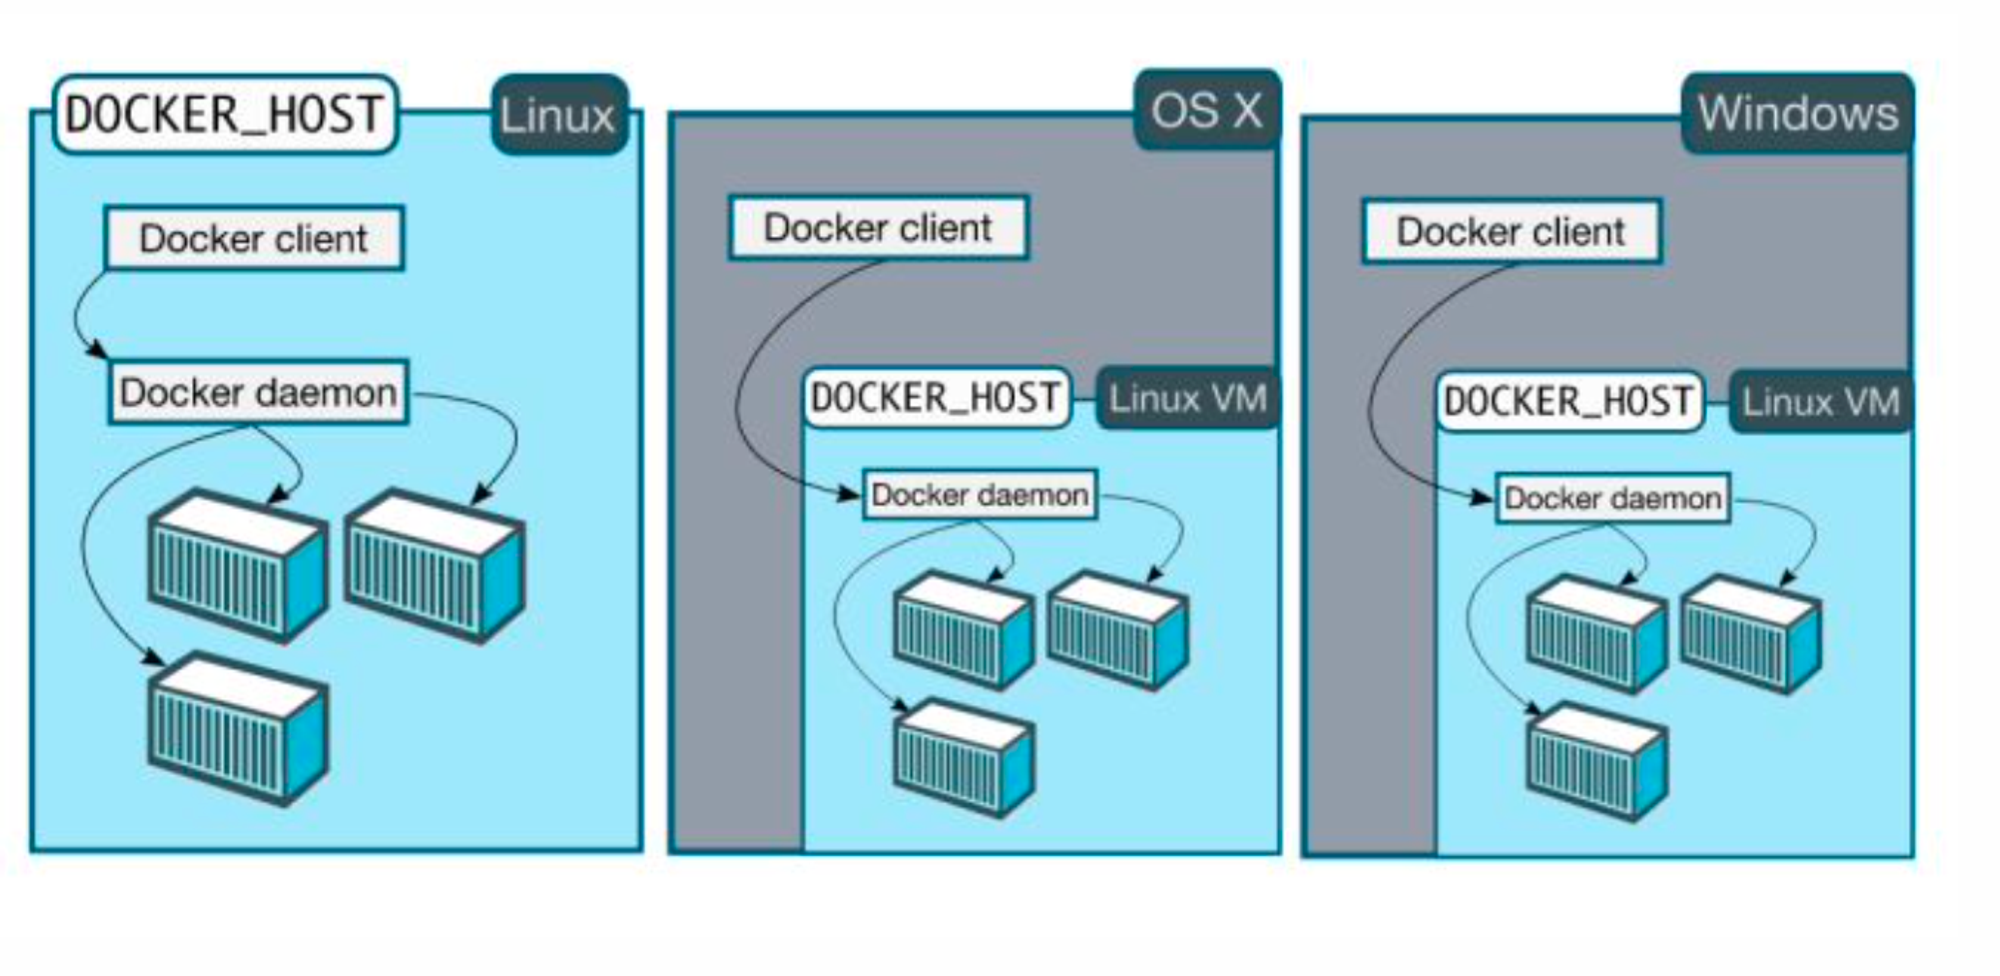 DOCKER_HOST
Linux
Docker client
Docker daemon
OS X
Docker client
DOCKER_HOST
Linux VM
Docker daemon
Windows
Docker client
DOCKER_HOST
Linux VM
Docker daemon